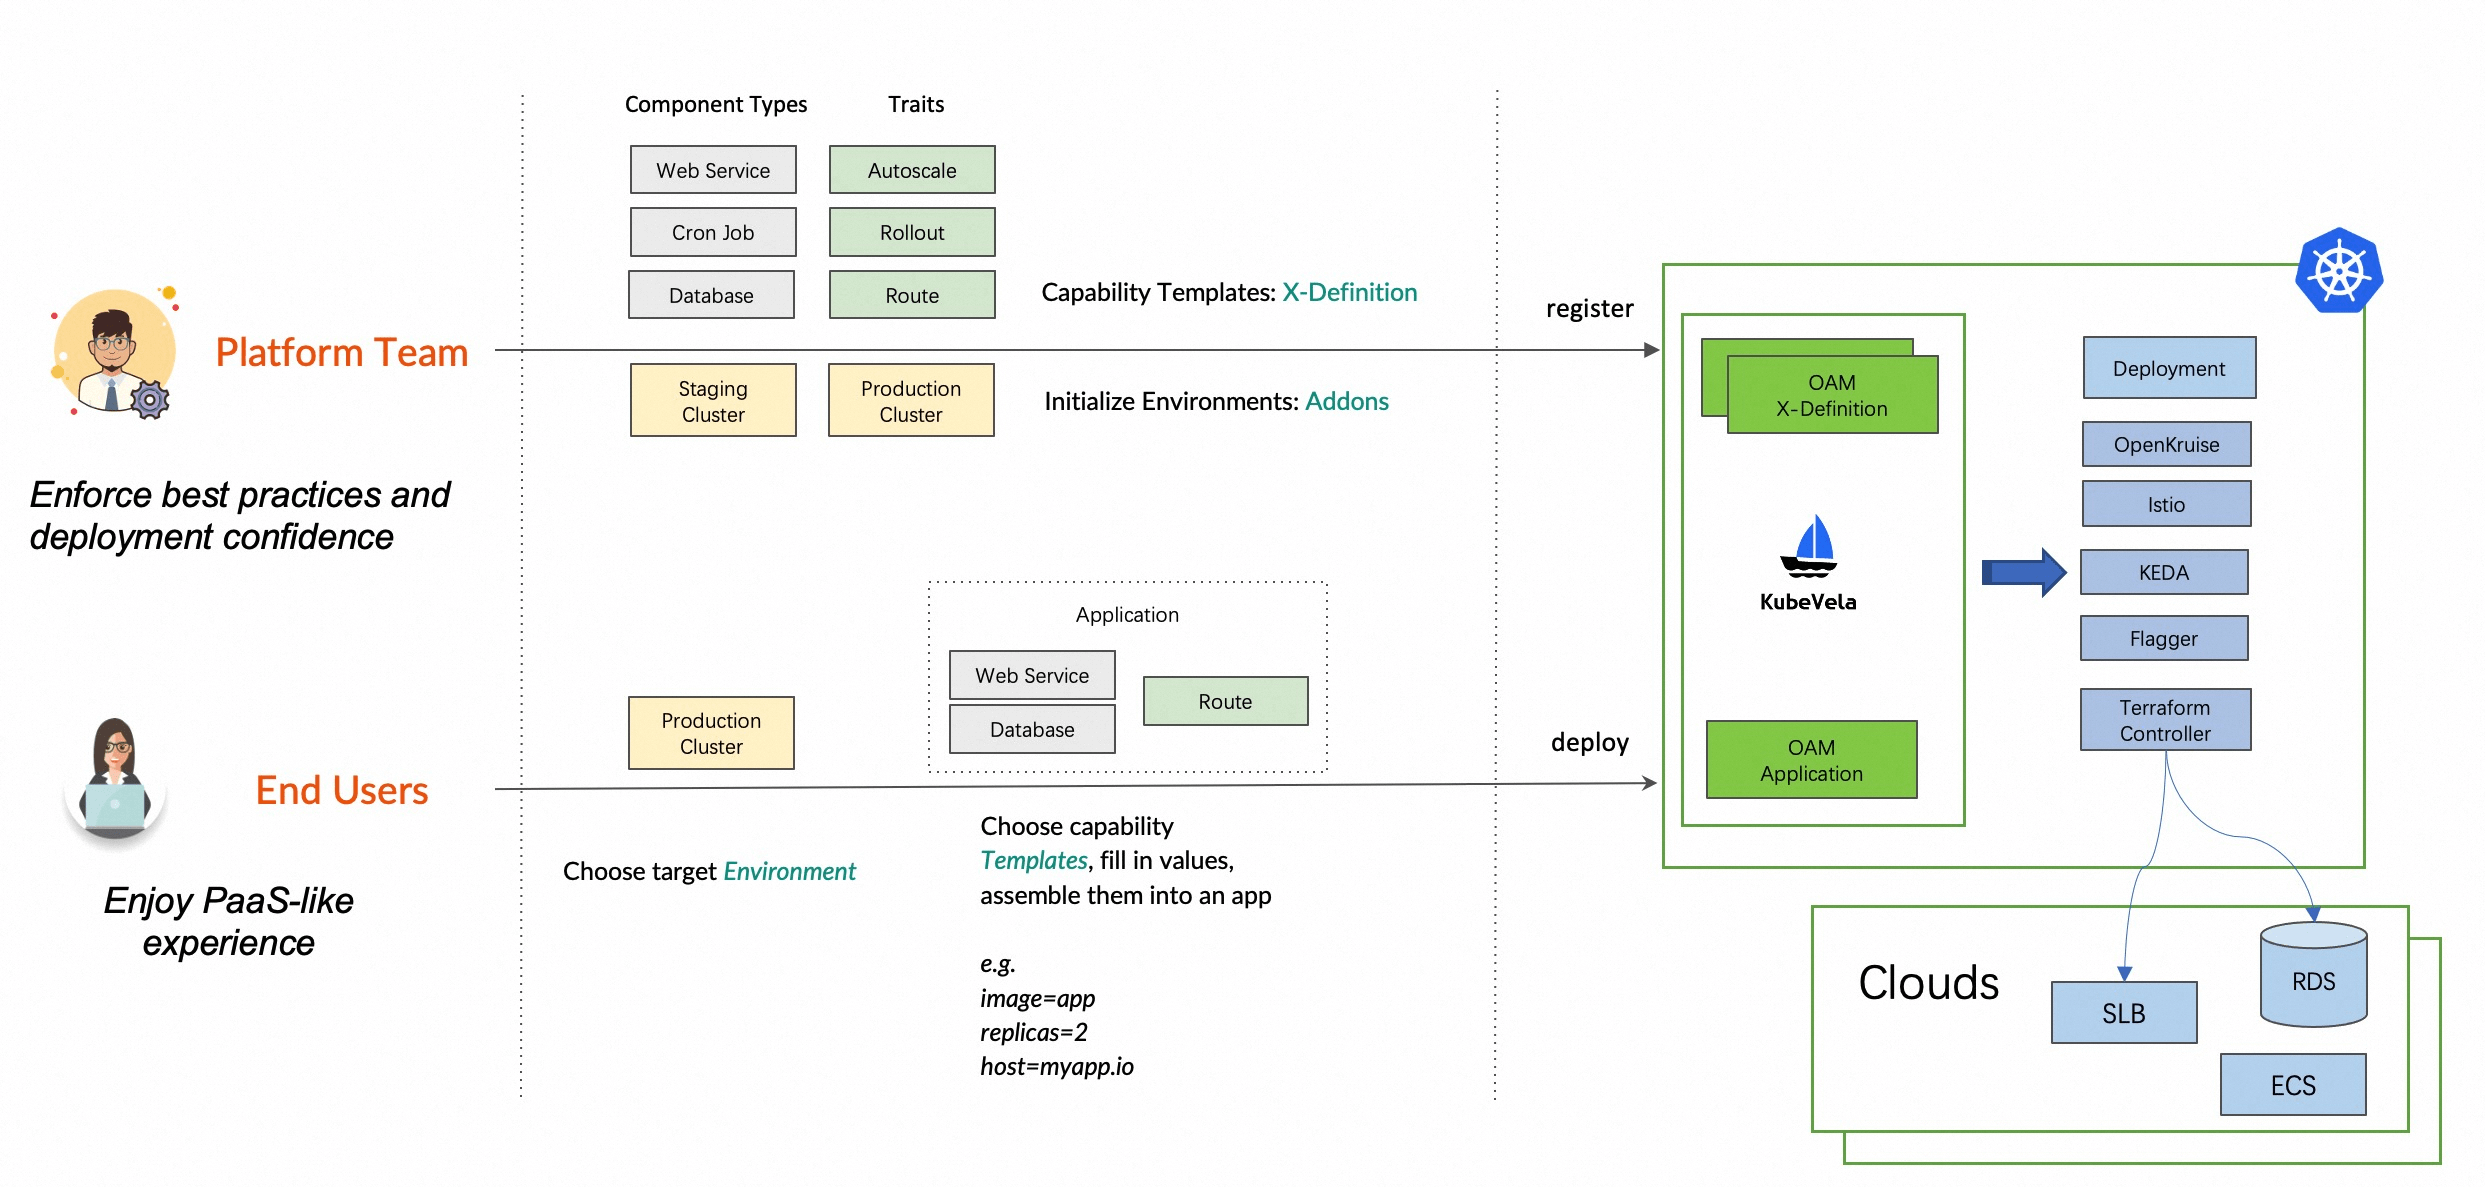 Component Types
Traits
Web Service
Autoscale
Cron Job
Rollout
Database
Route
Capability Templates: X-Definition
register
Platform Team
Staging
Cluster
Production
Cluster
Initialize Environments: Addons
Enforce best practices and
deployment confidence
Application
Web Service
Database
Route
Production
Cluster
deploy
End Users
Choose target Environment
Choose capability
Templates, fill in values,
assemble them into an app
e.g.
image=app
replicas=2
host=myapp.io
Enjoy PaaS-like
experience
OAM
X-Definition
KubeVela
OAM
Application
Deployment
OpenKruise
Istio
KEDA
Flagger
Terraform
Controller
Clouds
SLB
RDS
ECS